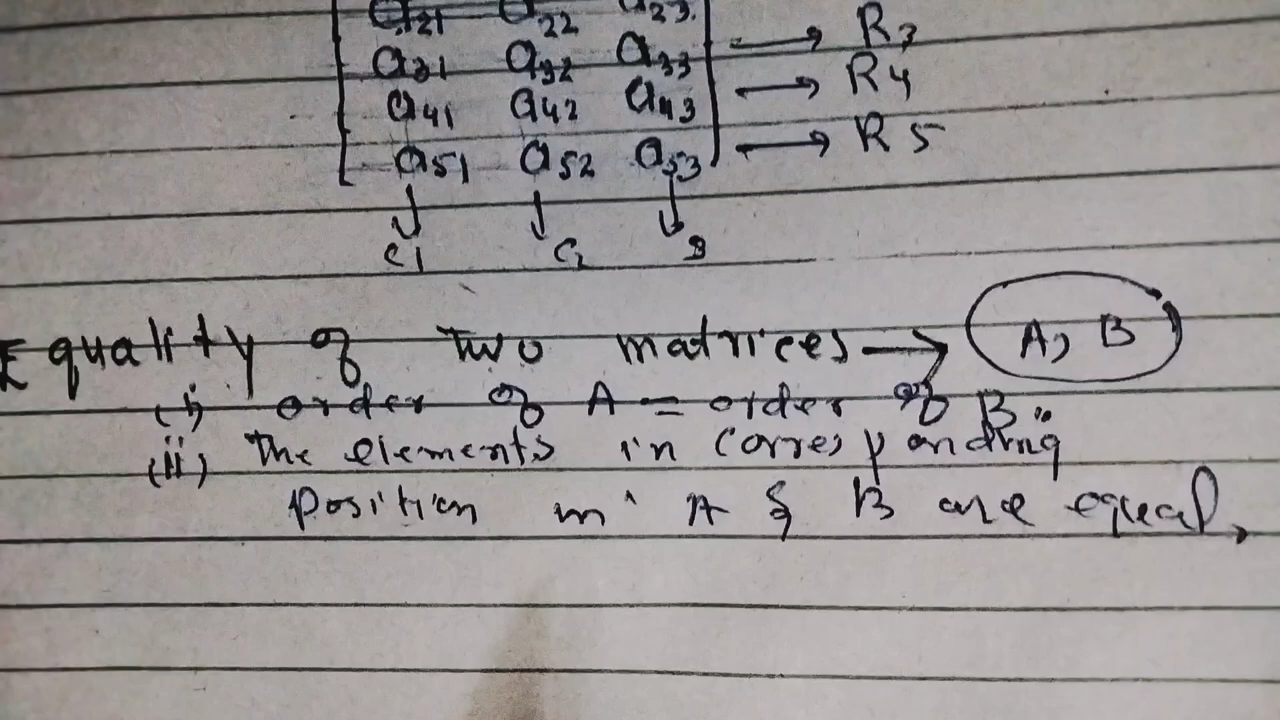 a21 a22 a23
a31 a32 a33 → R3
a41 a42 a43 → R4
a51 a52 a53 → R5
↓ ↓ ↓
C1 C2 3
Equality of two matrices → A, B
(i) order of A = order of B..
(ii) The elements in corresponding
position in A & B are equal,